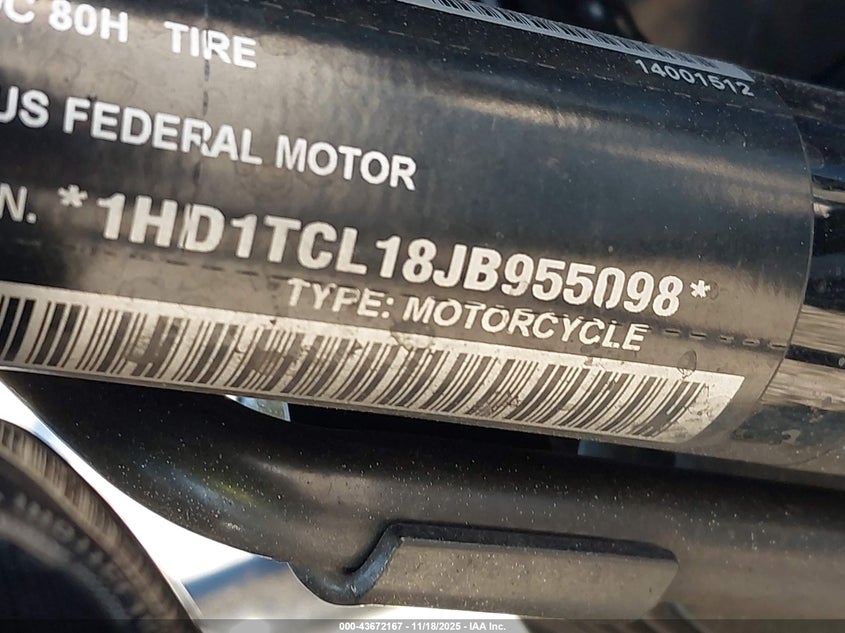 C 80H TIRE
14001512
US FEDERAL MOTOR
N. *1HD1TCL18JB955098*
TYPE: MOTORCYCLE
000-43672167 - 11/18/2025 - IAA Inc.